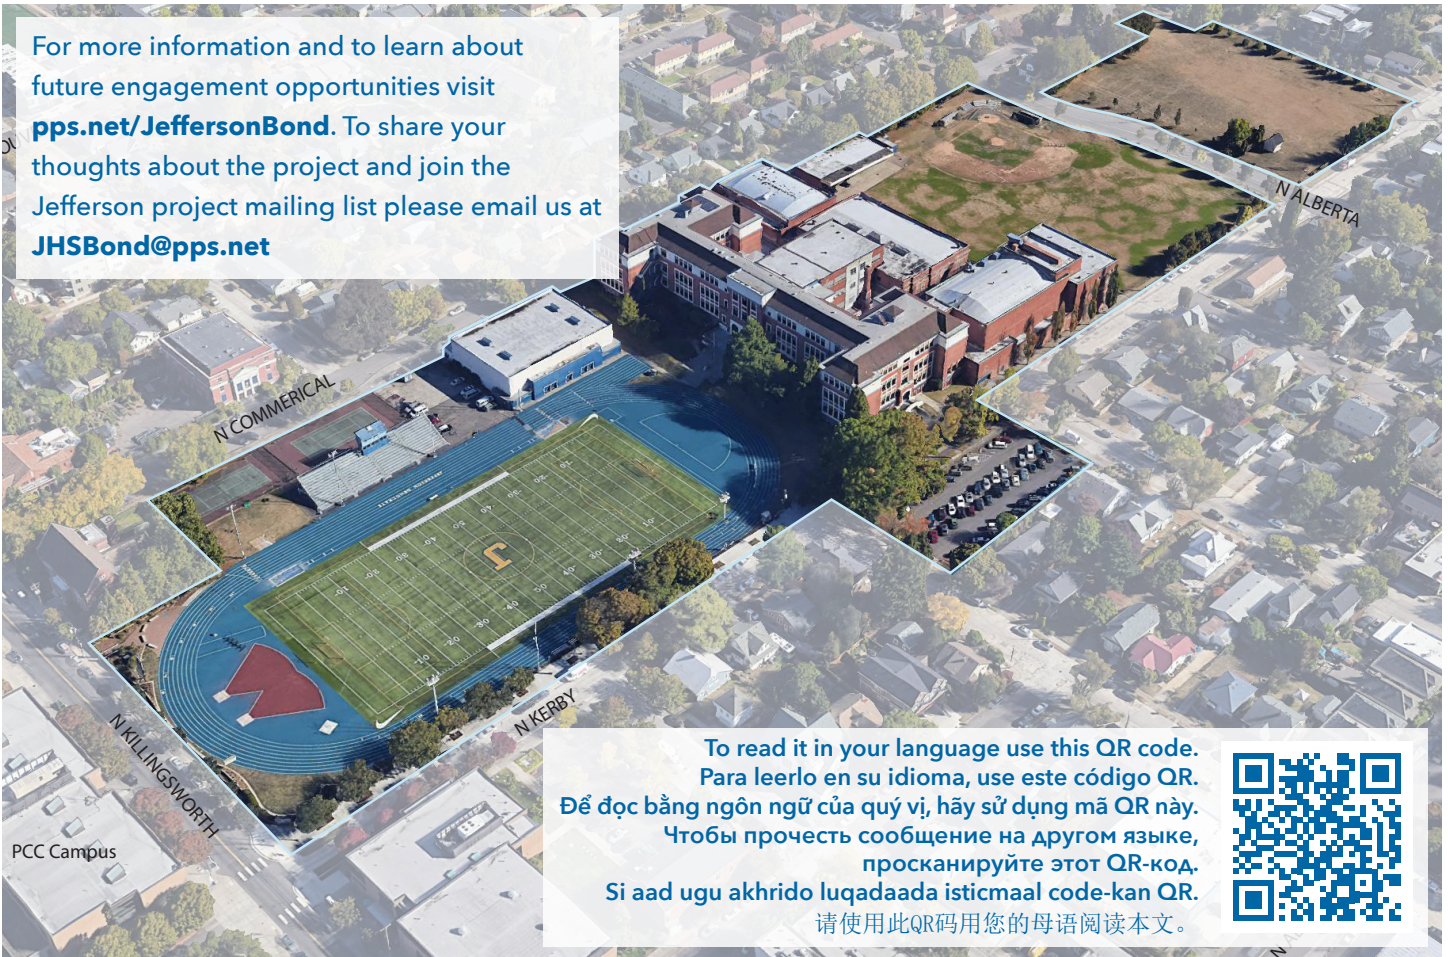 For more information and to learn about
future engagement opportunities visit
pps.net/JeffersonBond. To share your
thoughts about the project and join the
Jefferson project mailing list please email us at
JHSBond@pps.net
N ALBERTA
N COMMERICAL
N KERBY
N KILLINGSWORTH
PCC Campus
J
To read it in your language use this QR code.
Para leerlo en su idioma, use este código QR.
Để đọc bằng ngôn ngữ của quý vị, hãy sử dụng mã QR này.
Чтобы прочесть сообщение на другом языке,
просканируйте этот QR-код.
Si aad ugu akhrido luqadaada isticmaal code-kan QR.
请使用此QR码用您的母语阅读本文。